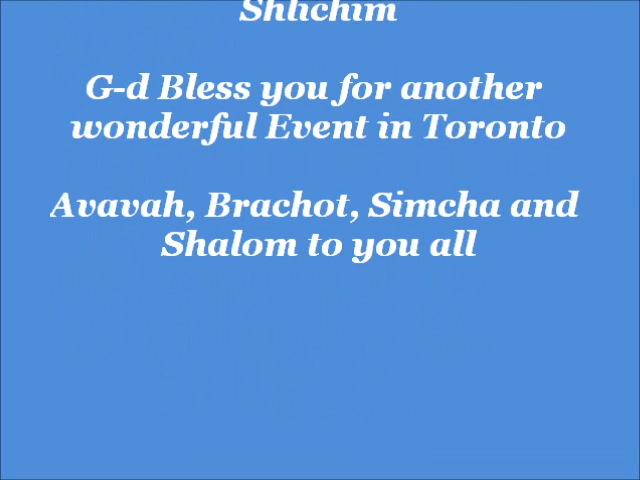 Shlichim
G-d Bless you for another
wonderful Event in Toronto
Avavah, Brachot, Simcha and
Shalom to you all